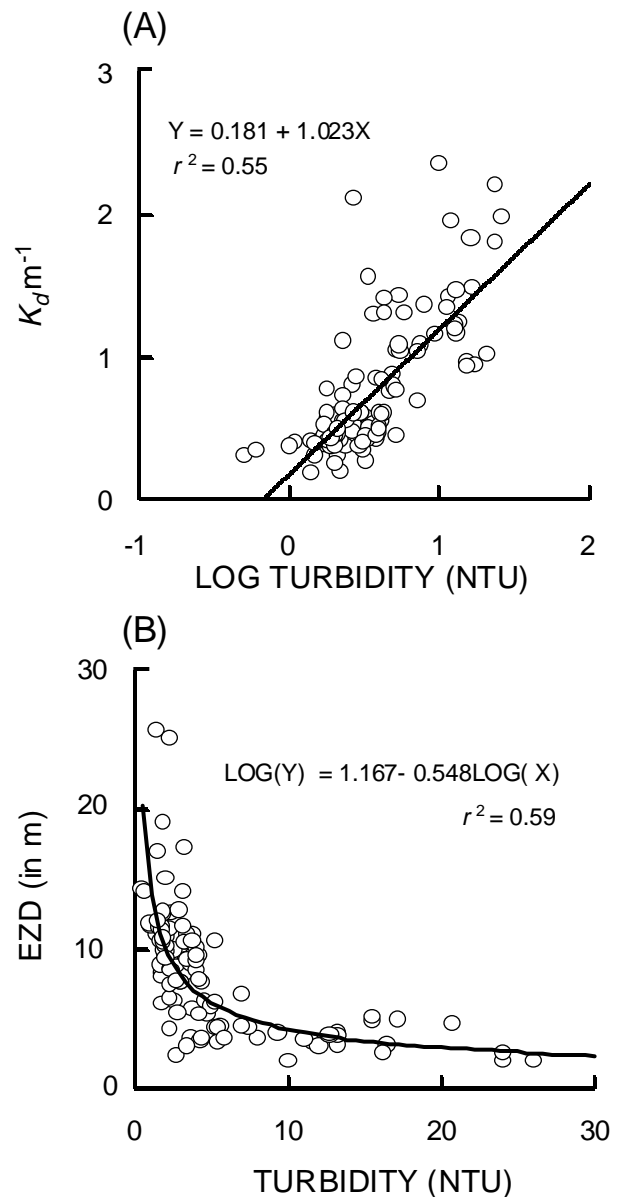 (A)
3
Y = 0.181 + 1.023X
r² = 0.55
2
K_d m⁻¹
1
0
-1 0 1 2
LOG TURBIDITY (NTU)
(B)
30
LOG(Y) = 1.167- 0.548LOG( X)
r² = 0.59
20
EZD (in m)
10
0
0 10 20 30
TURBIDITY (NTU)